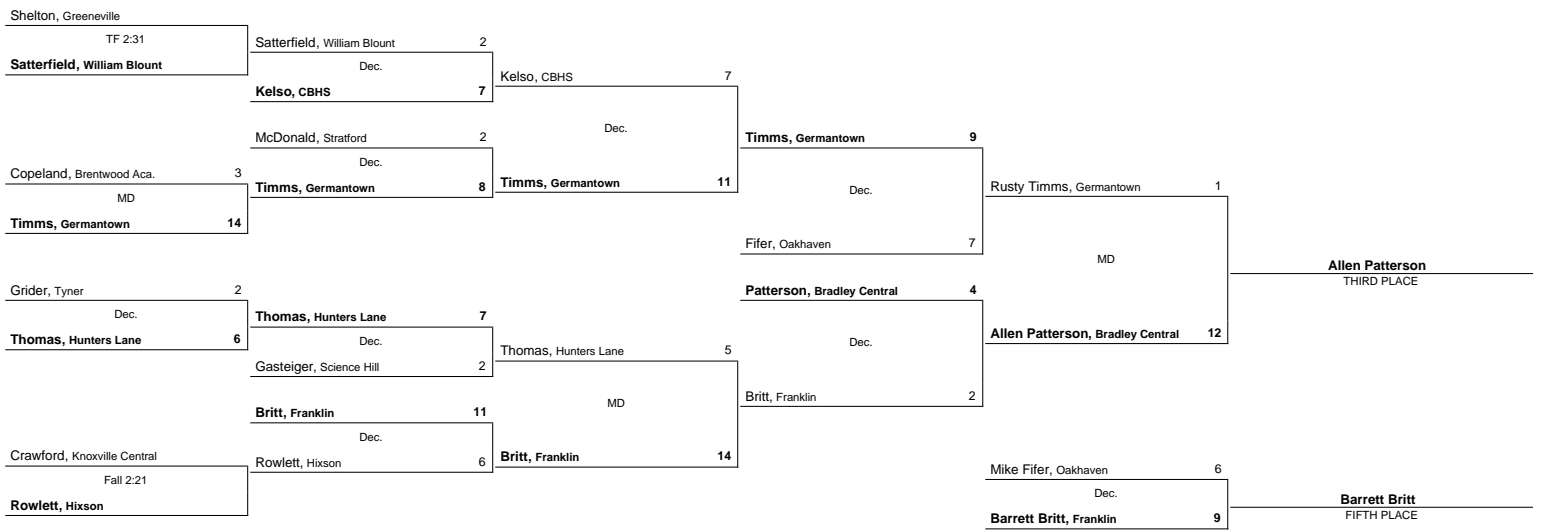 Shelton, Greeneville
TF 2:31
Satterfield, William Blount
Copeland, Brentwood Aca. 3
MD
Timms, Germantown 14
Grider, Tyner 2
Dec.
Thomas, Hunters Lane 6
Crawford, Knoxville Central
Fall 2:21
Rowlett, Hixson
Satterfield, William Blount 2
Dec.
Kelso, CBHS 7
McDonald, Stratford 2
Dec.
Timms, Germantown 8
Thomas, Hunters Lane 7
Dec.
Gasteiger, Science Hill 2
Britt, Franklin 11
Dec.
Rowlett, Hixson 6
Kelso, CBHS 7
Dec.
Timms, Germantown 11
Thomas, Hunters Lane 5
MD
Britt, Franklin 14
Timms, Germantown 9
Dec.
Fifer, Oakhaven 7
Patterson, Bradley Central 4
Dec.
Britt, Franklin 2
Rusty Timms, Germantown 1
MD
Allen Patterson, Bradley Central 12
Allen Patterson
THIRD PLACE
Mike Fifer, Oakhaven 6
Dec.
Barrett Britt, Franklin 9
Barrett Britt
FIFTH PLACE